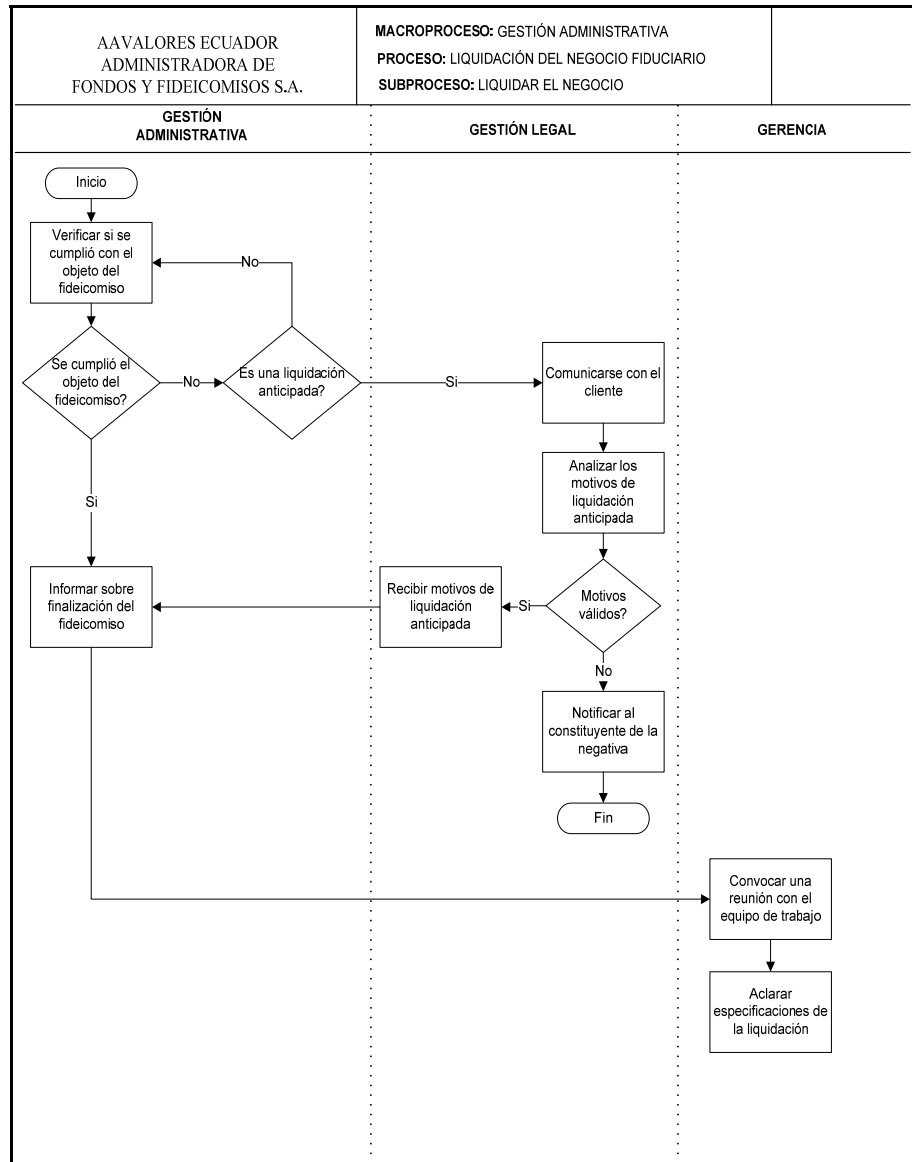 AAVALORES ECUADOR
ADMINISTRADORA DE
FONDOS Y FIDEICOMISOS S.A.
MACROPROCESO: GESTIÓN ADMINISTRATIVA
PROCESO: LIQUIDACIÓN DEL NEGOCIO FIDUCIARIO
SUBPROCESO: LIQUIDAR EL NEGOCIO
GESTIÓN
ADMINISTRATIVA
GESTIÓN LEGAL
GERENCIA
Inicio
Verificar si se
cumplió con el
objeto del
fideicomiso
No
Se cumplió el
objeto del
fideicomiso?
No
Es una liquidación
anticipada?
Si
Comunicarse con el
cliente
Analizar los
motivos de
liquidación
anticipada
Si
Informar sobre
finalización del
fideicomiso
Recibir motivos de
liquidación
anticipada
Si
Motivos
válidos?
No
Notificar al
constituyente de la
negativa
Fin
Convocar una
reunión con el
equipo de trabajo
Aclarar
especificaciones de
la liquidación